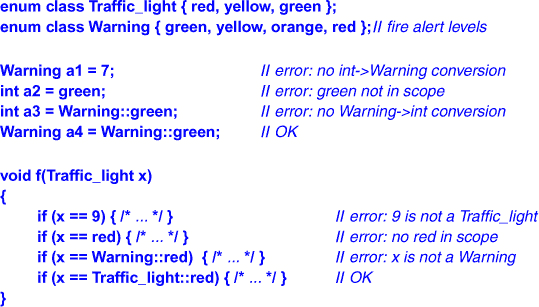 enum class Traffic_light { red, yellow, green };
enum class Warning { green, yellow, orange, red };// fire alert levels
Warning a1 = 7; // error: no int->Warning conversion
int a2 = green; // error: green not in scope
int a3 = Warning::green; // error: no Warning->int conversion
Warning a4 = Warning::green; // OK
void f(Traffic_light x)
{
if (x == 9) { /* ... */ } // error: 9 is not a Traffic_light
if (x == red) { /* ... */ } // error: no red in scope
if (x == Warning::red) { /* ... */ } // error: x is not a Warning
if (x == Traffic_light::red) { /* ... */ } // OK
}